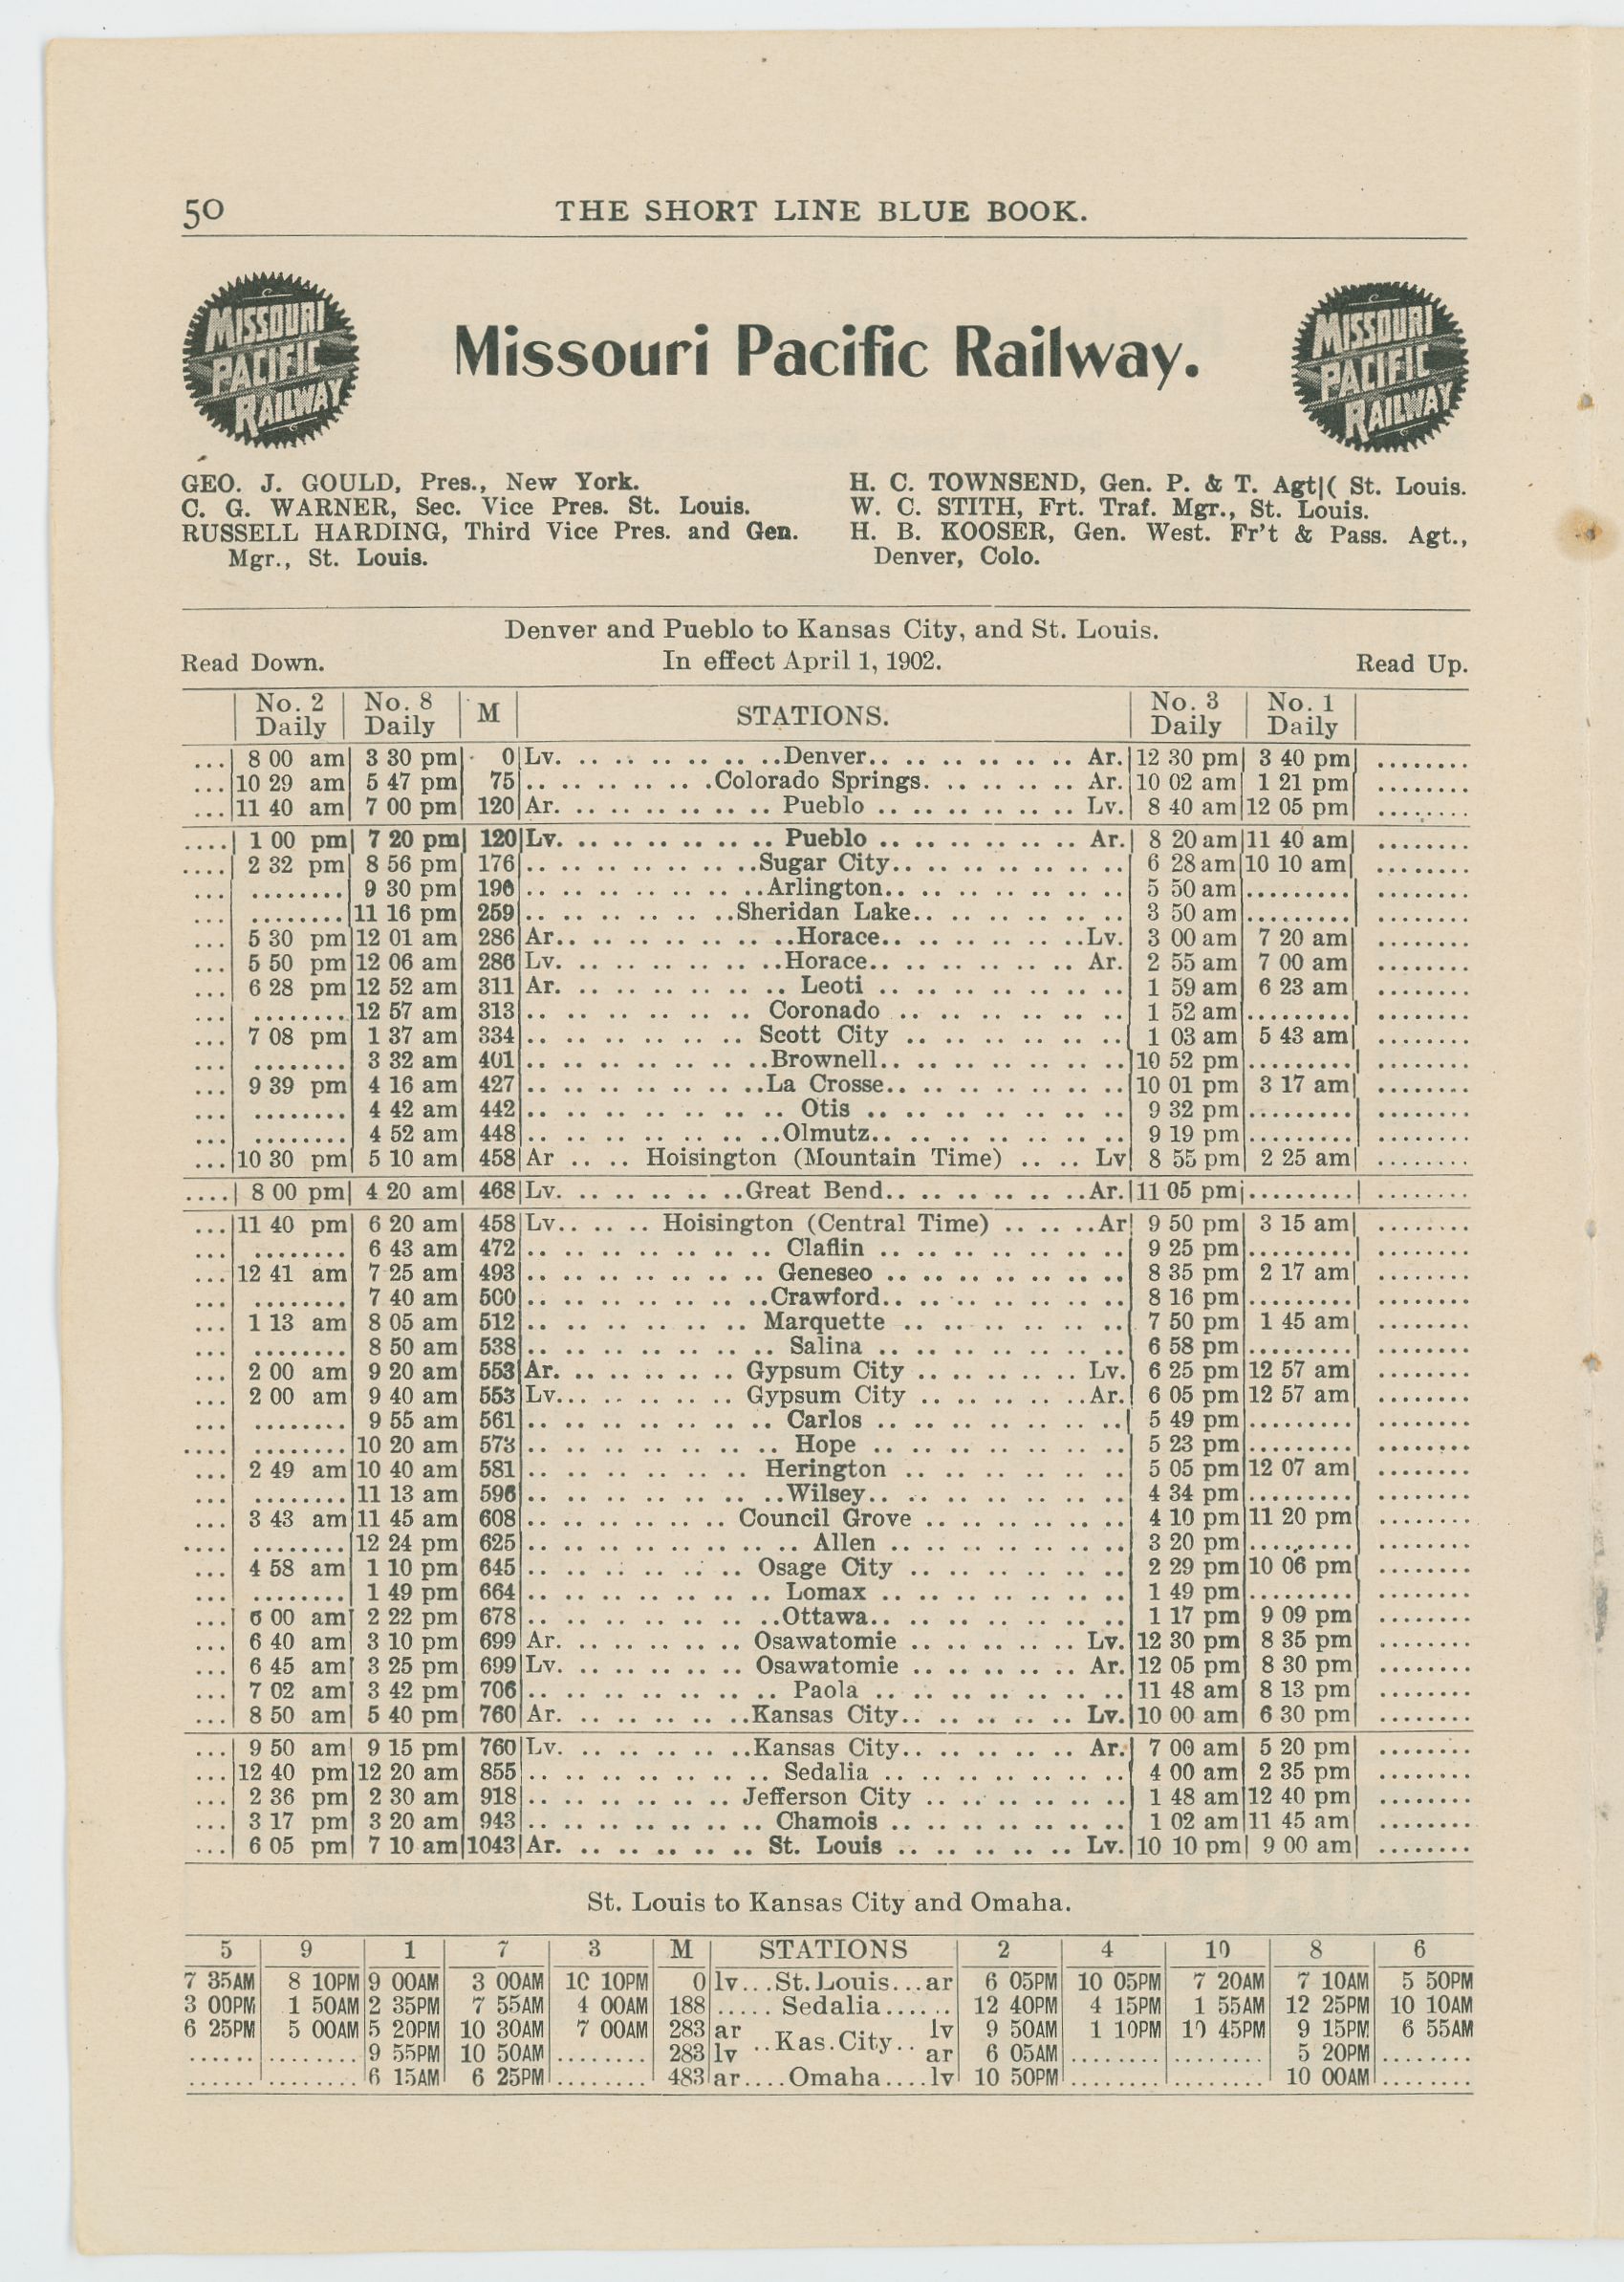 50 THE SHORT LINE BLUE BOOK.
MISSOURI PACIFIC RAILWAY
Missouri Pacific Railway.
MISSOURI PACIFIC RAILWAY
GEO. J. GOULD, Pres., New York.
C. G. WARNER, Sec. Vice Pres. St. Louis.
RUSSELL HARDING, Third Vice Pres. and Gen.
Mgr., St. Louis.
H. C. TOWNSEND, Gen. P. & T. Agt|( St. Louis.
W. C. STITH, Frt. Traf. Mgr., St. Louis.
H. B. KOOSER, Gen. West. Fr't & Pass. Agt.,
Denver, Colo.
Denver and Pueblo to Kansas City, and St. Louis.
Read Down. In effect April 1, 1902. Read Up.
No. 2 Daily No. 8 Daily M STATIONS. No. 3 Daily No. 1 Daily
8 00 am 3 30 pm 0 Lv. Denver Ar. 12 30 pm 3 40 pm
10 29 am 5 47 pm 75 Colorado Springs. Ar. 10 02 am 1 21 pm
11 40 am 7 00 pm 120 Ar. Pueblo Lv. 8 40 am 12 05 pm
1 00 pm 7 20 pm 120 Lv. Pueblo Ar. 8 20 am 11 40 am
2 32 pm 8 56 pm 176 Sugar City 6 28 am 10 10 am
9 30 pm 196 Arlington 5 50 am
11 16 pm 259 Sheridan Lake 3 50 am
5 30 pm 12 01 am 286 Ar. Horace Lv. 3 00 am 7 20 am
5 50 pm 12 06 am 286 Lv. Horace Ar. 2 55 am 7 00 am
6 28 pm 12 52 am 311 Ar. Leoti 1 59 am 6 23 am
12 57 am 313 Coronado 1 52 am
7 08 pm 1 37 am 334 Scott City 1 03 am 5 43 am
3 32 am 401 Brownell 10 52 pm
9 39 pm 4 16 am 427 La Crosse 10 01 pm 3 17 am
4 42 am 442 Otis 9 32 pm
4 52 am 448 Olmutz 9 19 pm
10 30 pm 5 10 am 458 Ar Hoisington (Mountain Time) Lv 8 55 pm 2 25 am
8 00 pm 4 20 am 468 Lv. Great Bend Ar. 11 05 pm
11 40 pm 6 20 am 458 Lv. Hoisington (Central Time) Ar 9 50 pm 3 15 am
6 43 am 472 Claflin 9 25 pm
12 41 am 7 25 am 493 Geneseo 8 35 pm 2 17 am
7 40 am 500 Crawford 8 16 pm
1 13 am 8 05 am 512 Marquette 7 50 pm 1 45 am
8 50 am 538 Salina 6 58 pm
2 00 am 9 20 am 553 Ar. Gypsum City Lv. 6 25 pm 12 57 am
2 00 am 9 40 am 553 Lv. Gypsum City Ar. 6 05 pm 12 57 am
9 55 am 561 Carlos 5 49 pm
10 20 am 573 Hope 5 23 pm
2 49 am 10 40 am 581 Herington 5 05 pm 12 07 am
11 13 am 596 Wilsey 4 34 pm
3 43 am 11 45 am 608 Council Grove 4 10 pm 11 20 pm
12 24 pm 625 Allen 3 20 pm
4 58 am 1 10 pm 645 Osage City 2 29 pm 10 06 pm
1 49 pm 664 Lomax 1 49 pm
6 00 am 2 22 pm 678 Ottawa 1 17 pm 9 09 pm
6 40 am 3 10 pm 699 Ar. Osawatomie Lv. 12 30 pm 8 35 pm
6 45 am 3 25 pm 699 Lv. Osawatomie Ar. 12 05 pm 8 30 pm
7 02 am 3 42 pm 706 Paola 11 48 am 8 13 pm
8 50 am 5 40 pm 760 Ar. Kansas City Lv. 10 00 am 6 30 pm
9 50 am 9 15 pm 760 Lv. Kansas City Ar. 7 00 am 5 20 pm
12 40 pm 12 20 am 855 Sedalia 4 00 am 2 35 pm
2 36 pm 2 30 am 918 Jefferson City 1 48 am 12 40 pm
3 17 pm 3 20 am 943 Chamois 1 02 am 11 45 am
6 05 pm 7 10 am 1043 Ar. St. Louis Lv. 10 10 pm 9 00 am
St. Louis to Kansas City and Omaha.
5 9 1 7 3 M STATIONS 2 4 10 8 6
7 35AM 8 10PM 9 00AM 3 00AM 10 10PM 0 lv...St. Louis...ar 6 05PM 10 05PM 7 20AM 7 10AM 5 50PM
3 00PM 1 50AM 2 35PM 7 55AM 4 00AM 188 Sedalia 12 40PM 4 15PM 1 55AM 12 25PM 10 10AM
6 25PM 5 00AM 5 20PM 10 30AM 7 00AM 283 ar Kas. City lv 9 50AM 1 10PM 10 45PM 9 15PM 6 55AM
9 55PM 10 50AM 283 lv ar 6 05AM 5 20PM
6 15AM 6 25PM 483 ar....Omaha....lv 10 50PM 10 00AM